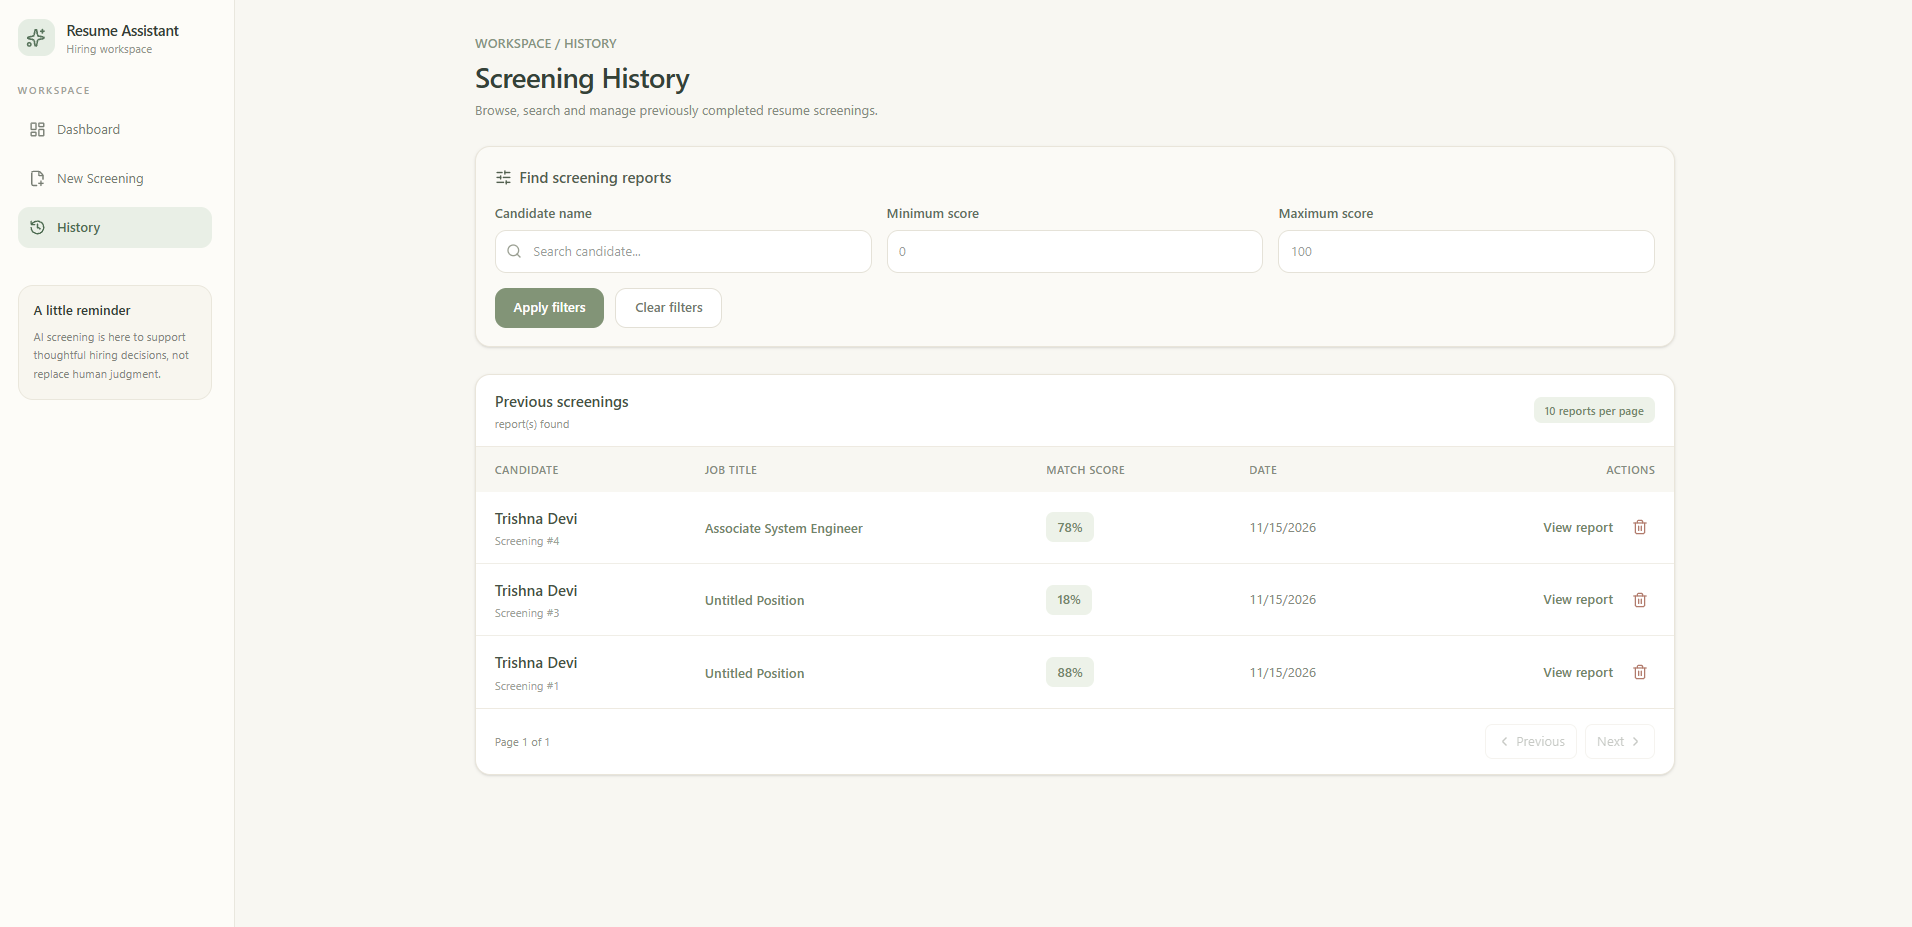 Resume Assistant
Hiring workspace
WORKSPACE
Dashboard
New Screening
History
A little reminder
AI screening is here to support
thoughtful hiring decisions, not
replace human judgment.
WORKSPACE / HISTORY
Screening History
Browse, search and manage previously completed resume screenings.
Find screening reports
Candidate name Minimum score Maximum score
Search candidate... 0 100
Apply filters Clear filters
Previous screenings
report(s) found
10 reports per page
CANDIDATE JOB TITLE MATCH SCORE DATE ACTIONS
Trishna Devi
Screening #4
Associate System Engineer 78% 11/15/2026 View report
Trishna Devi
Screening #3
Untitled Position 18% 11/15/2026 View report
Trishna Devi
Screening #1
Untitled Position 88% 11/15/2026 View report
Page 1 of 1 Previous Next